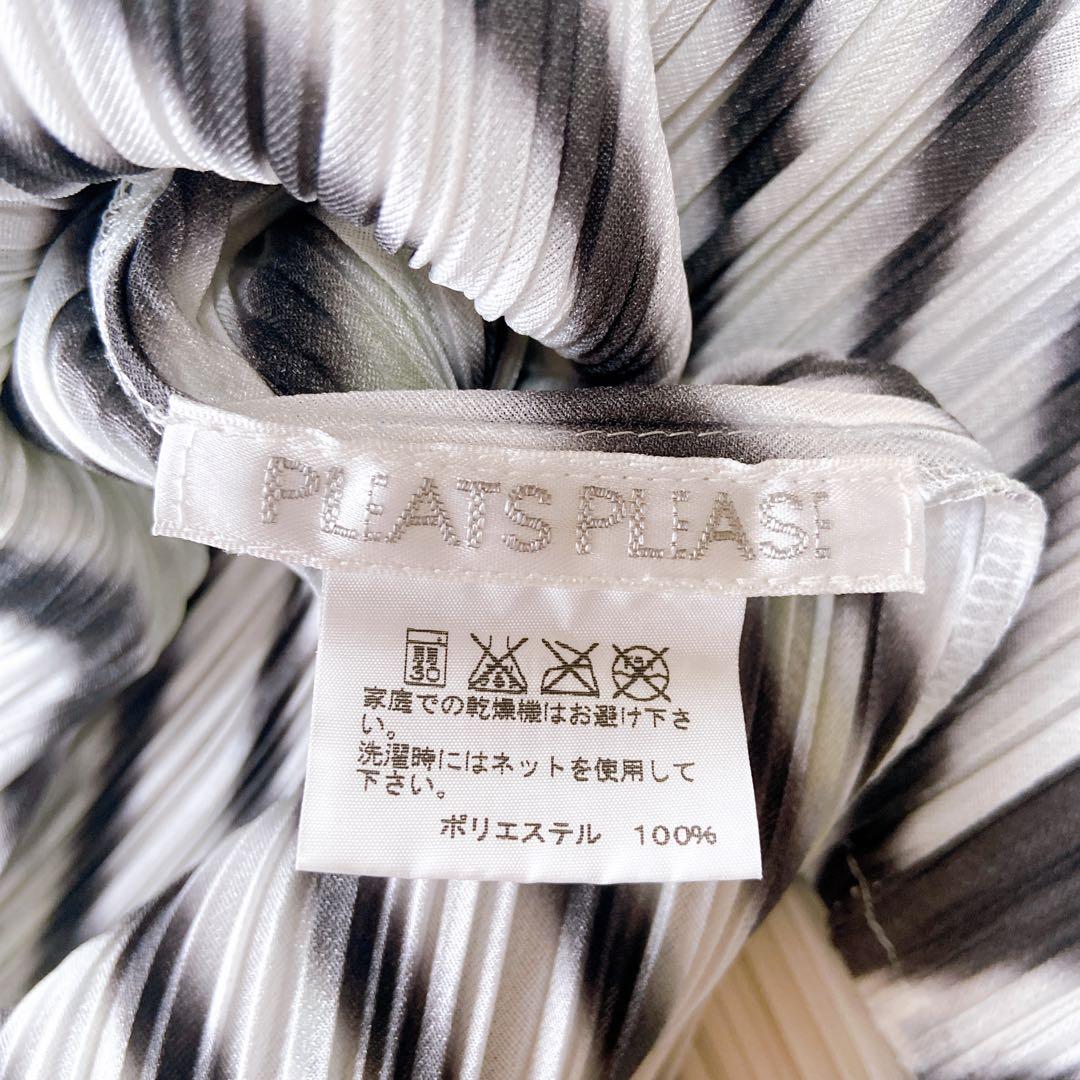 PLEATS PLEASE
弱
30
家庭での乾燥機はお避け下さ
い。
洗濯時にはネットを使用して
下さい。
ポリエステル 100%